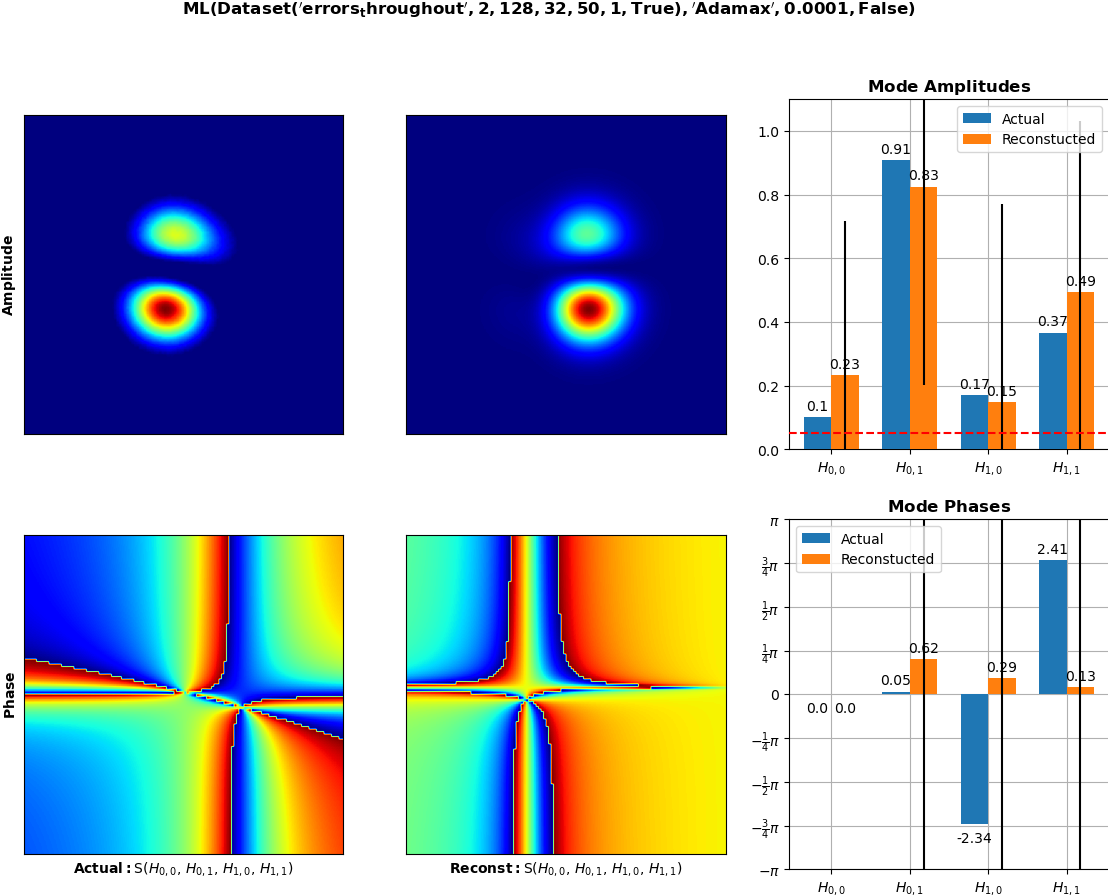 ML(Dataset('errors_throughout', 2, 128, 32, 50, 1, True), 'Adamax', 0.0001, False)
Amplitude
Mode Amplitudes
Actual
Reconstucted
1.0
0.8
0.6
0.4
0.2
0.0
0.1
0.23
0.91
0.83
0.17
0.15
0.37
0.49
H0,0
H0,1
H1,0
H1,1
Phase
Actual: S(H0,0, H0,1, H1,0, H1,1)
Reconst: S(H0,0, H0,1, H1,0, H1,1)
Mode Phases
Actual
Reconstucted
π
3/4π
1/2π
1/4π
0
−1/4π
−1/2π
−3/4π
−π
0.0
0.0
0.05
0.62
-2.34
0.29
2.41
0.13
H0,0
H0,1
H1,0
H1,1